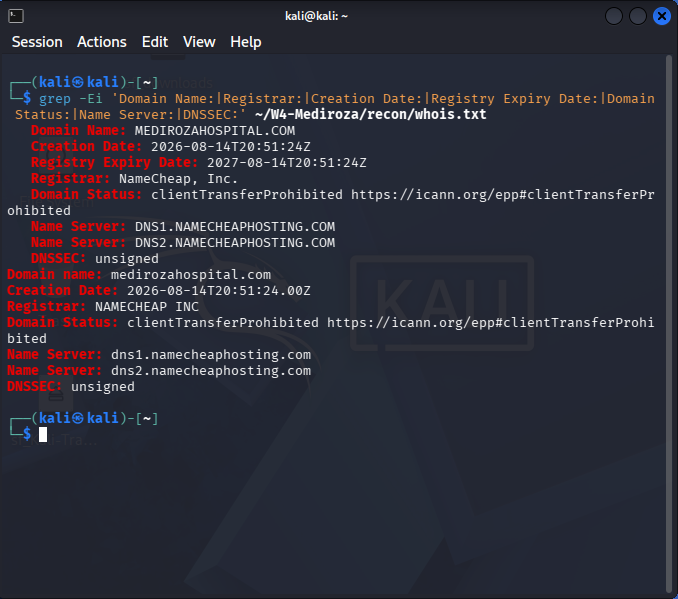 kali@kali: ~
Session Actions Edit View Help
┌──(kali㉿kali)-[~]
└─$ grep -Ei 'Domain Name:|Registrar:|Creation Date:|Registry Expiry Date:|Domain
Status:|Name Server:|DNSSEC:' ~/W4-Mediroza/recon/whois.txt
Domain Name: MEDIROZAHOSPITAL.COM
Creation Date: 2026-08-14T20:51:24Z
Registry Expiry Date: 2027-08-14T20:51:24Z
Registrar: NameCheap, Inc.
Domain Status: clientTransferProhibited https://icann.org/epp#clientTransferPr
ohibited
Name Server: DNS1.NAMECHEAPHOSTING.COM
Name Server: DNS2.NAMECHEAPHOSTING.COM
DNSSEC: unsigned
Domain name: medirozahospital.com
Creation Date: 2026-08-14T20:51:24.00Z
Registrar: NAMECHEAP INC
Domain Status: clientTransferProhibited https://icann.org/epp#clientTransferProhi
bited
Name Server: dns1.namecheaphosting.com
Name Server: dns2.namecheaphosting.com
DNSSEC: unsigned
KALI
┌──(kali㉿kali)-[~]
└─$